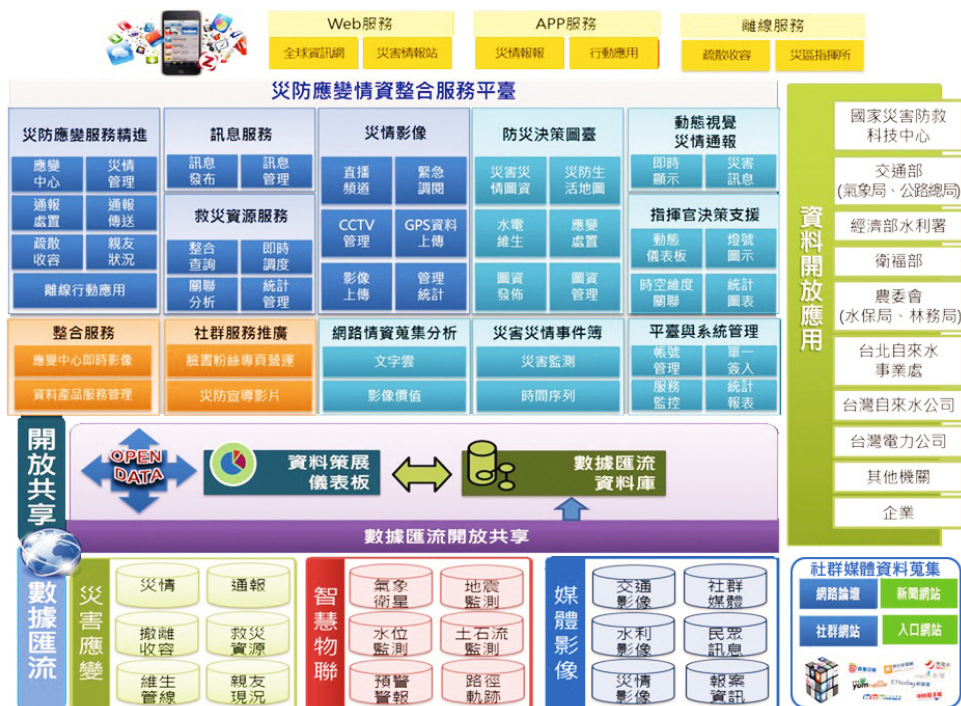 Web服務
全球資訊網
災害情報站
APP服務
災情報報
行動應用
離線服務
疏散收容
災區指揮所
災防應變情資整合服務平臺
災防應變服務精進
應變
中心
災情
管理
通報
處置
通報
傳送
疏散
收容
親友
狀況
離線行動應用
訊息服務
訊息
發布
訊息
管理
救災資源服務
整合
查詢
即時
調度
關聯
分析
統計
管理
災情影像
直播
頻道
緊急
調閱
CCTV
管理
GPS資料
上傳
影像
上傳
管理
統計
防災決策圖臺
災害災
情圖資
災防生
活地圖
水電
維生
應變
處置
圖資
發佈
圖資
管理
動態視覺
災情通報
即時
顯示
災害
訊息
指揮官決策支援
動態
儀表板
燈號
圖示
時空維度
關聯
統計
圖表
整合服務
應變中心即時影像
資料產品服務管理
社群服務推廣
臉書粉絲專頁營運
災防宣導影片
網路情資蒐集分析
文字雲
影像價值
災害災情事件簿
災害監測
時間序列
平臺與系統管理
帳號
管理
單一
簽入
服務
監控
統計
報表
資料開放應用
國家災害防救
科技中心
交通部
(氣象局、公路總局)
經濟部水利署
衛福部
農委會
(水保局、林務局)
台北自來水
事業處
台灣自來水公司
台灣電力公司
其他機關
企業
開放共享
OPEN
DATA
資料策展
儀表板
數據匯流
資料庫
數據匯流開放共享
數據匯流
災害應變
災情
通報
撤離
收容
救災
資源
維生
管線
親友
現況
智慧物聯
氣象
衛星
地震
監測
水位
監測
土石流
監測
預警
警報
路徑
軌跡
媒體影像
交通
影像
社群
媒體
水利
影像
民眾
訊息
災情
影像
報案
資訊
社群媒體資料蒐集
網路論壇
新聞網站
社群網站
入口網站